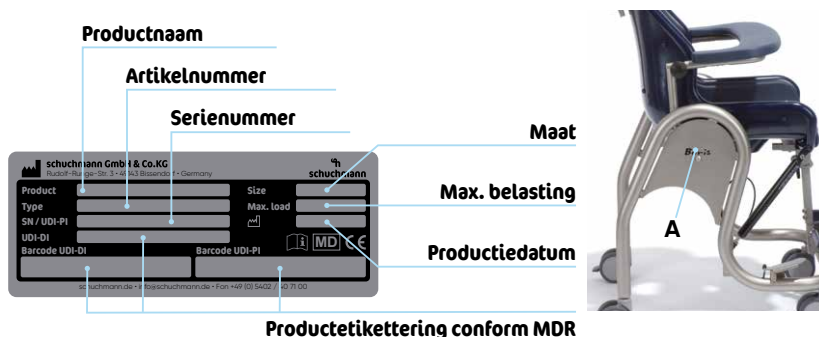 Productnaam
Artikelnummer
Serienummer
Maat
Max. belasting
Productiedatum
schuchmann GmbH & Co.KG
Rudolf-Runge-Str. 3 • 49143 Bissendorf • Germany
schuchmann
Product
Size
Type
Max. load
SN / UDI-PI
UDI-DI
MD CE
Barcode UDI-DI
Barcode UDI-PI
schuchmann.de • info@schuchmann.de • Fon +49 (0) 5402 / 40 71 00
A
Productetikettering conform MDR